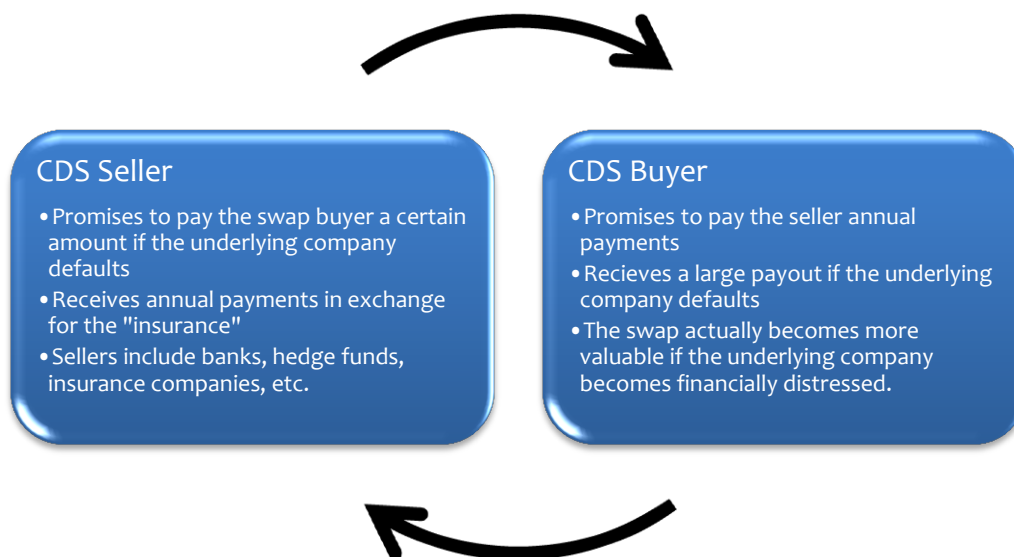 CDS Seller
•Promises to pay the swap buyer a certain
amount if the underlying company
defaults
•Receives annual payments in exchange
for the "insurance"
•Sellers include banks, hedge funds,
insurance companies, etc.
CDS Buyer
•Promises to pay the seller annual
payments
•Recieves a large payout if the underlying
company defaults
•The swap actually becomes more
valuable if the underlying company
becomes financially distressed.